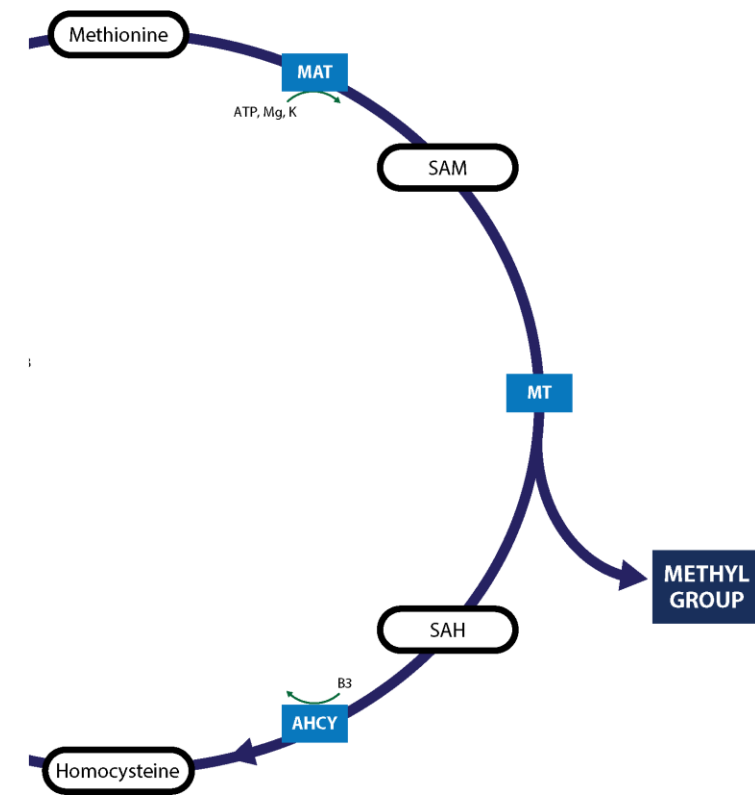 Methionine
MAT
ATP, Mg, K
SAM
MT
METHYL
GROUP
SAH
B3
AHCY
Homocysteine